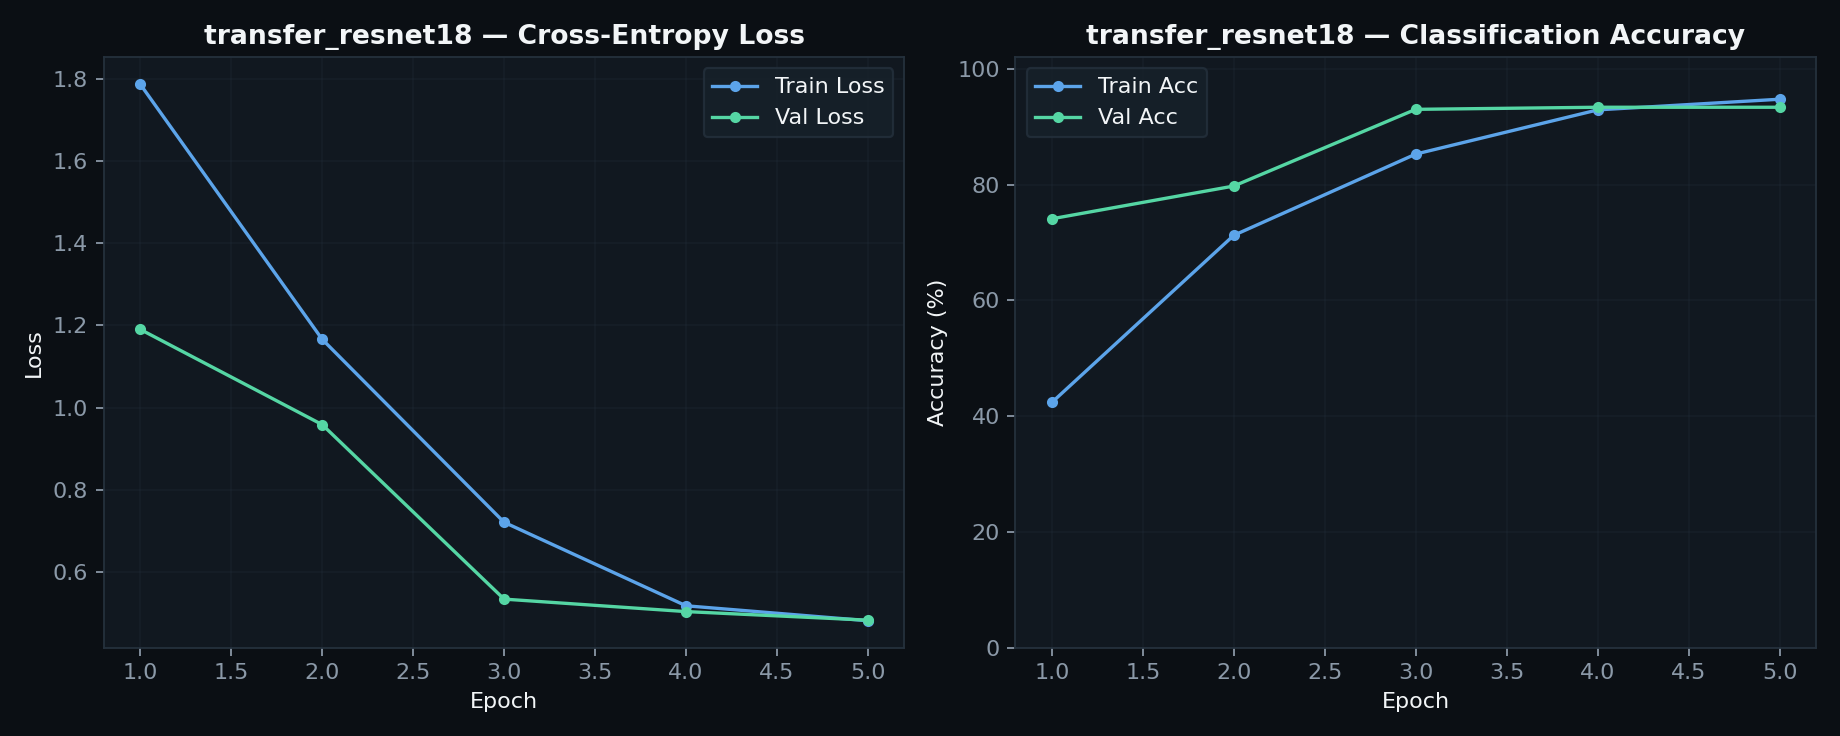 transfer_resnet18 — Cross-Entropy Loss
Train Loss
Val Loss
Loss
1.8
1.6
1.4
1.2
1.0
0.8
0.6
1.0 1.5 2.0 2.5 3.0 3.5 4.0 4.5 5.0
Epoch
transfer_resnet18 — Classification Accuracy
Train Acc
Val Acc
Accuracy (%)
100
80
60
40
20
0
1.0 1.5 2.0 2.5 3.0 3.5 4.0 4.5 5.0
Epoch